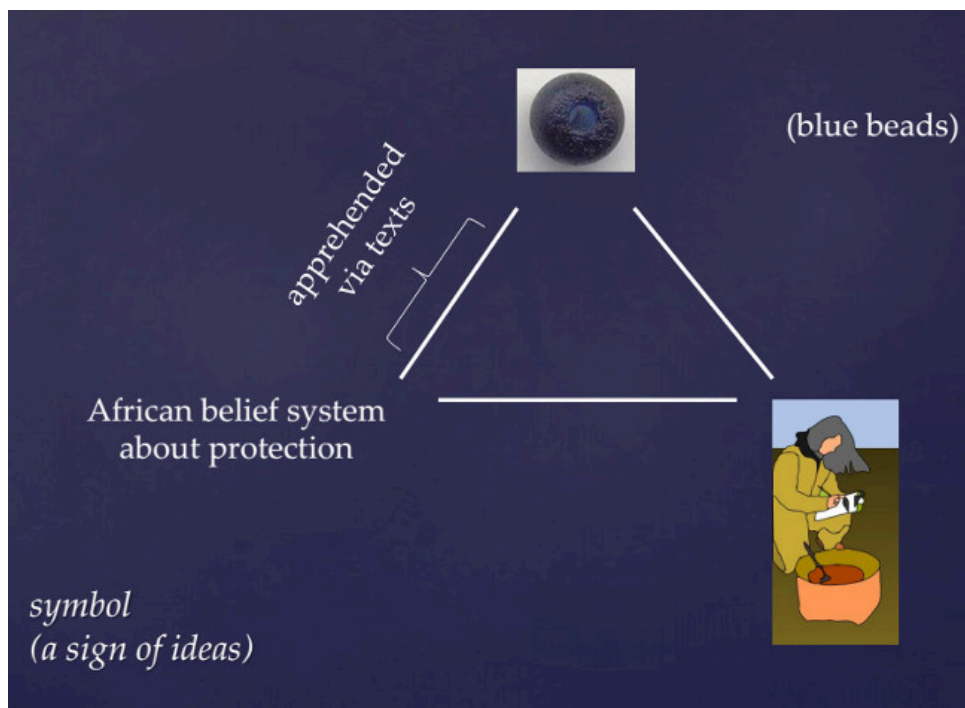 (blue beads)
apprehended
via texts
African belief system
about protection
symbol
(a sign of ideas)